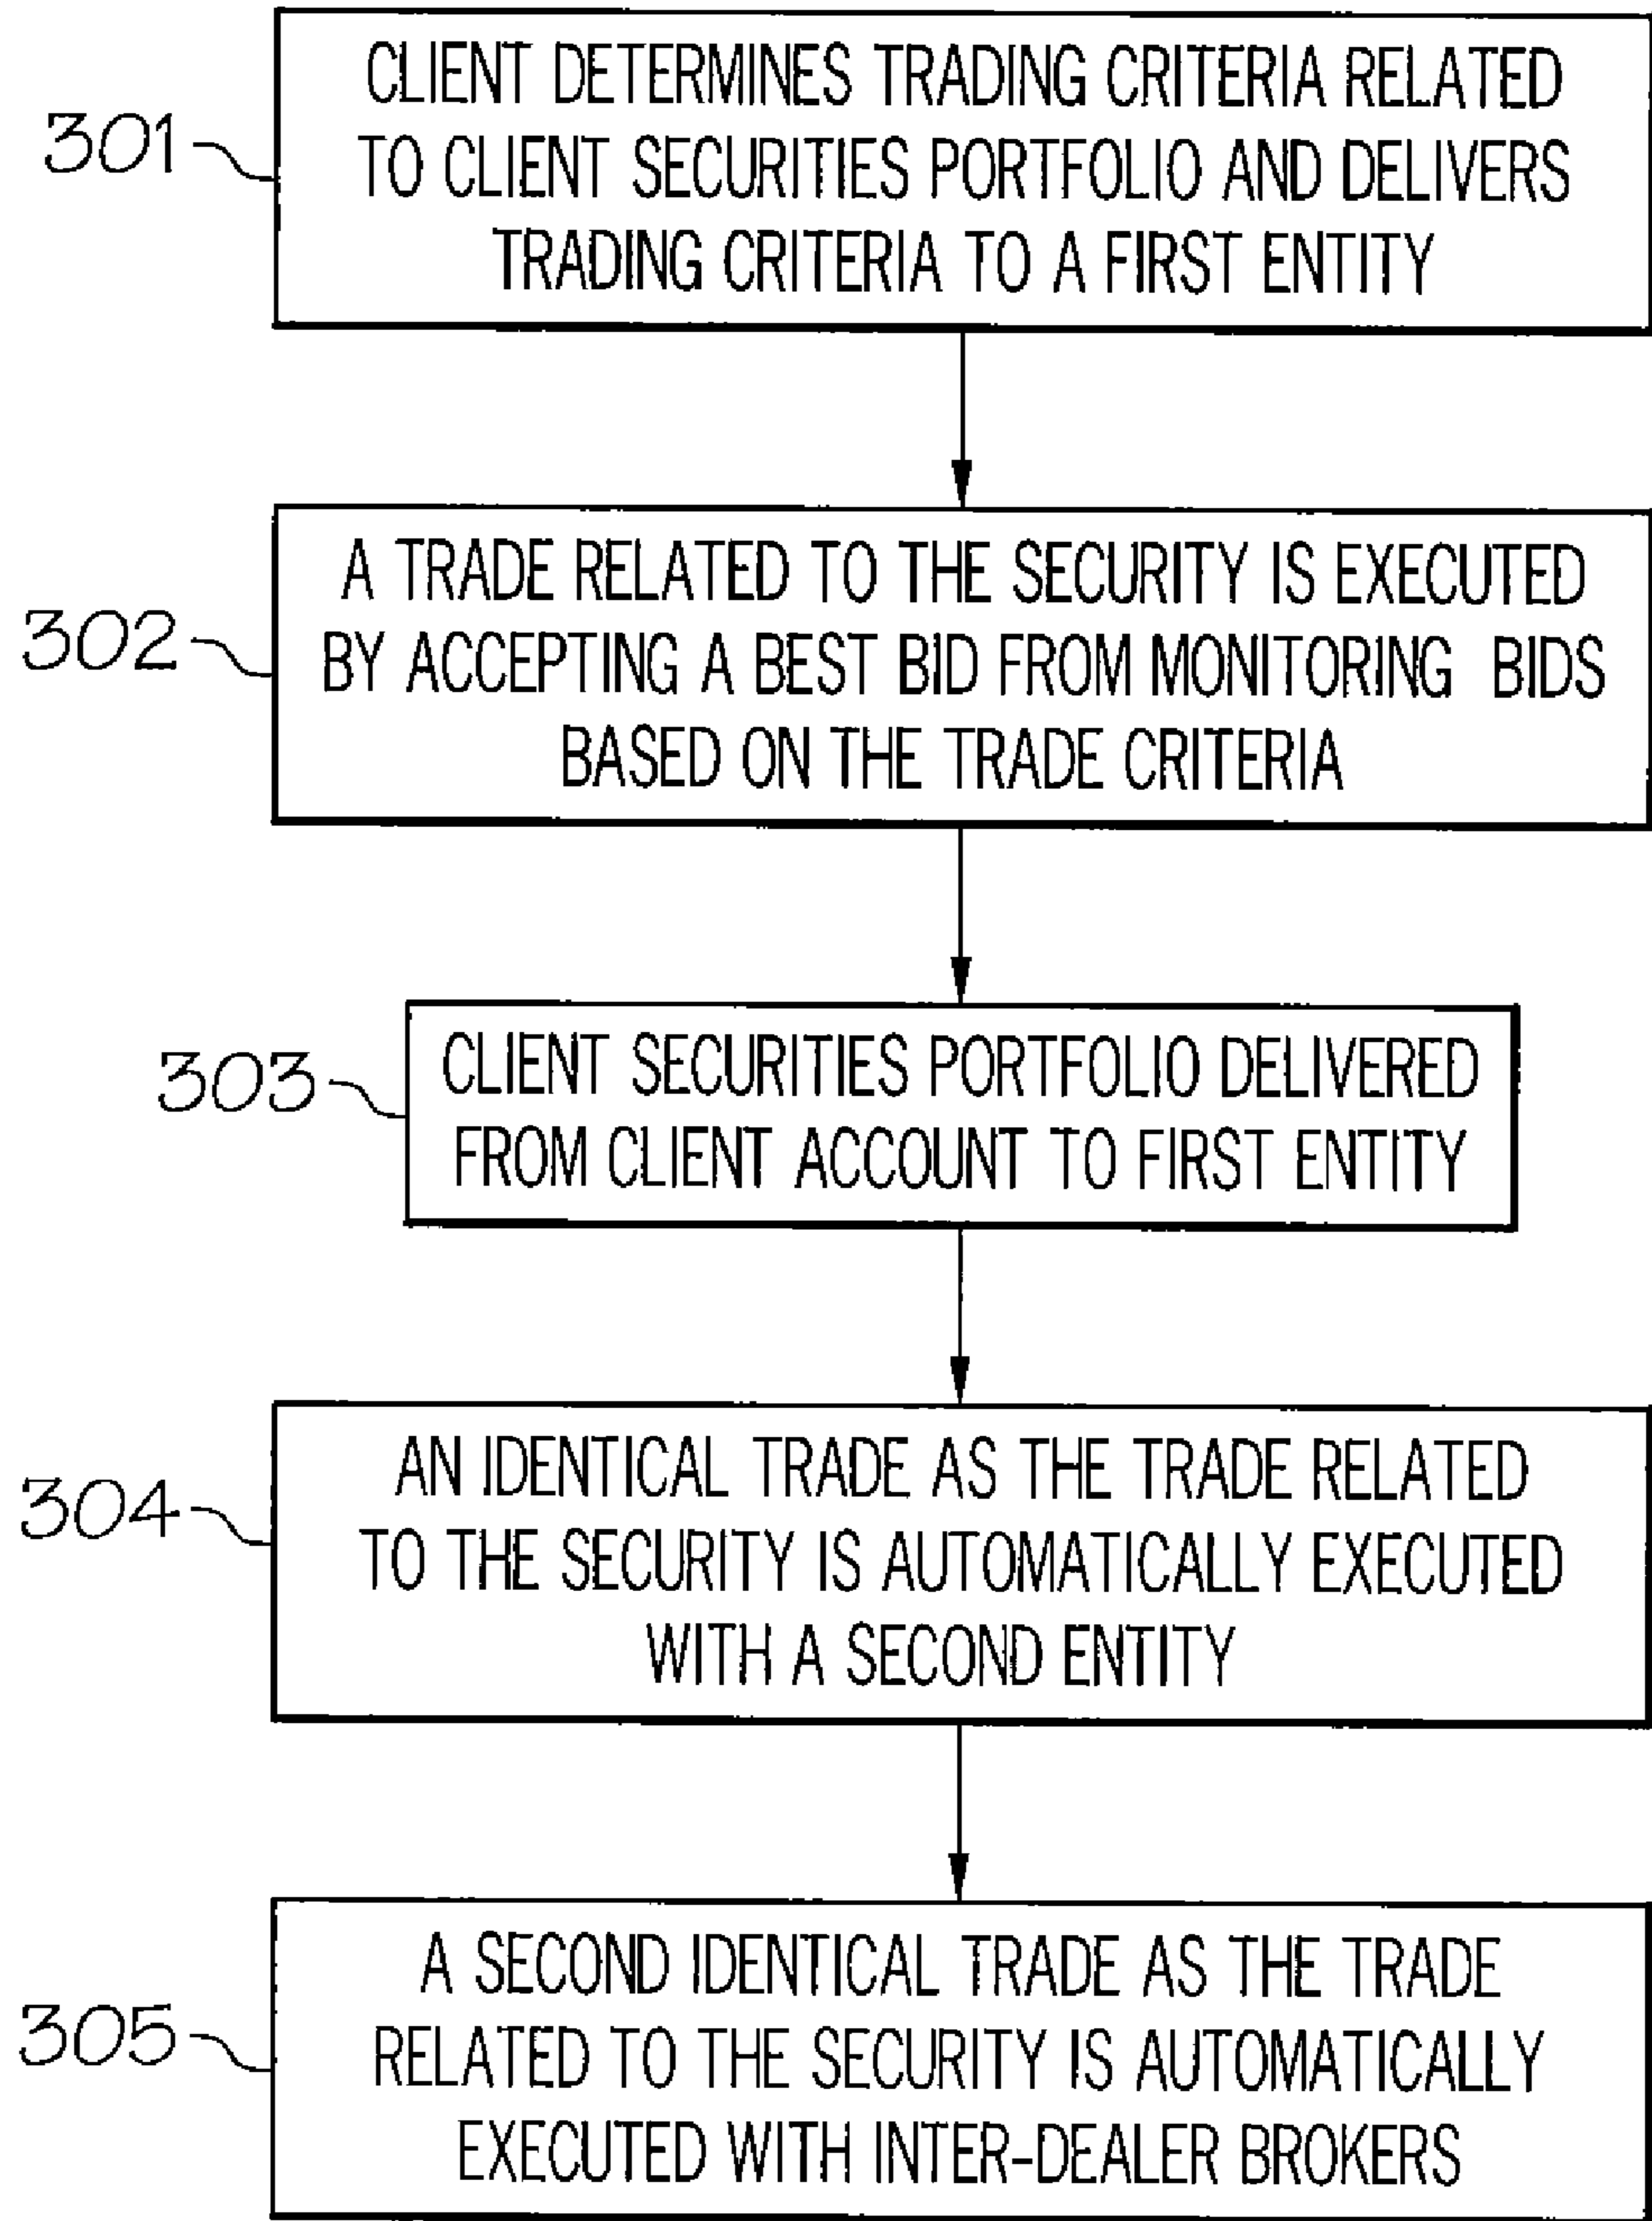 CLIENT DETERMINES TRADING CRITERIA RELATED
301
TO CLIENT SECURITIES PORTFOLIO AND DELIVERS
TRADING CRITERIA TO A FIRST ENTITY
A TRADE RELATED TO THE SECURITY IS EXECUTED
302
BY ACCEPTING A BEST BID FROM MONITORING BIDS
BASED ON THE TRADE CRITERIA
303
CLIENT SECURITIES PORTFOLIO DELIVERED
FROM CLIENT ACCOUNT TO FIRST ENTITY
AN IDENTICAL TRADE AS THE TRADE RELATED
304
TO THE SECURITY IS AUTOMATICALLY EXECUTED
WITH A SECOND ENTITY
A SECOND IDENTICAL TRADE AS THE TRADE
305
RELATED TO THE SECURITY IS AUTOMATICALLY
EXECUTED WITH INTER-DEALER BROKERS